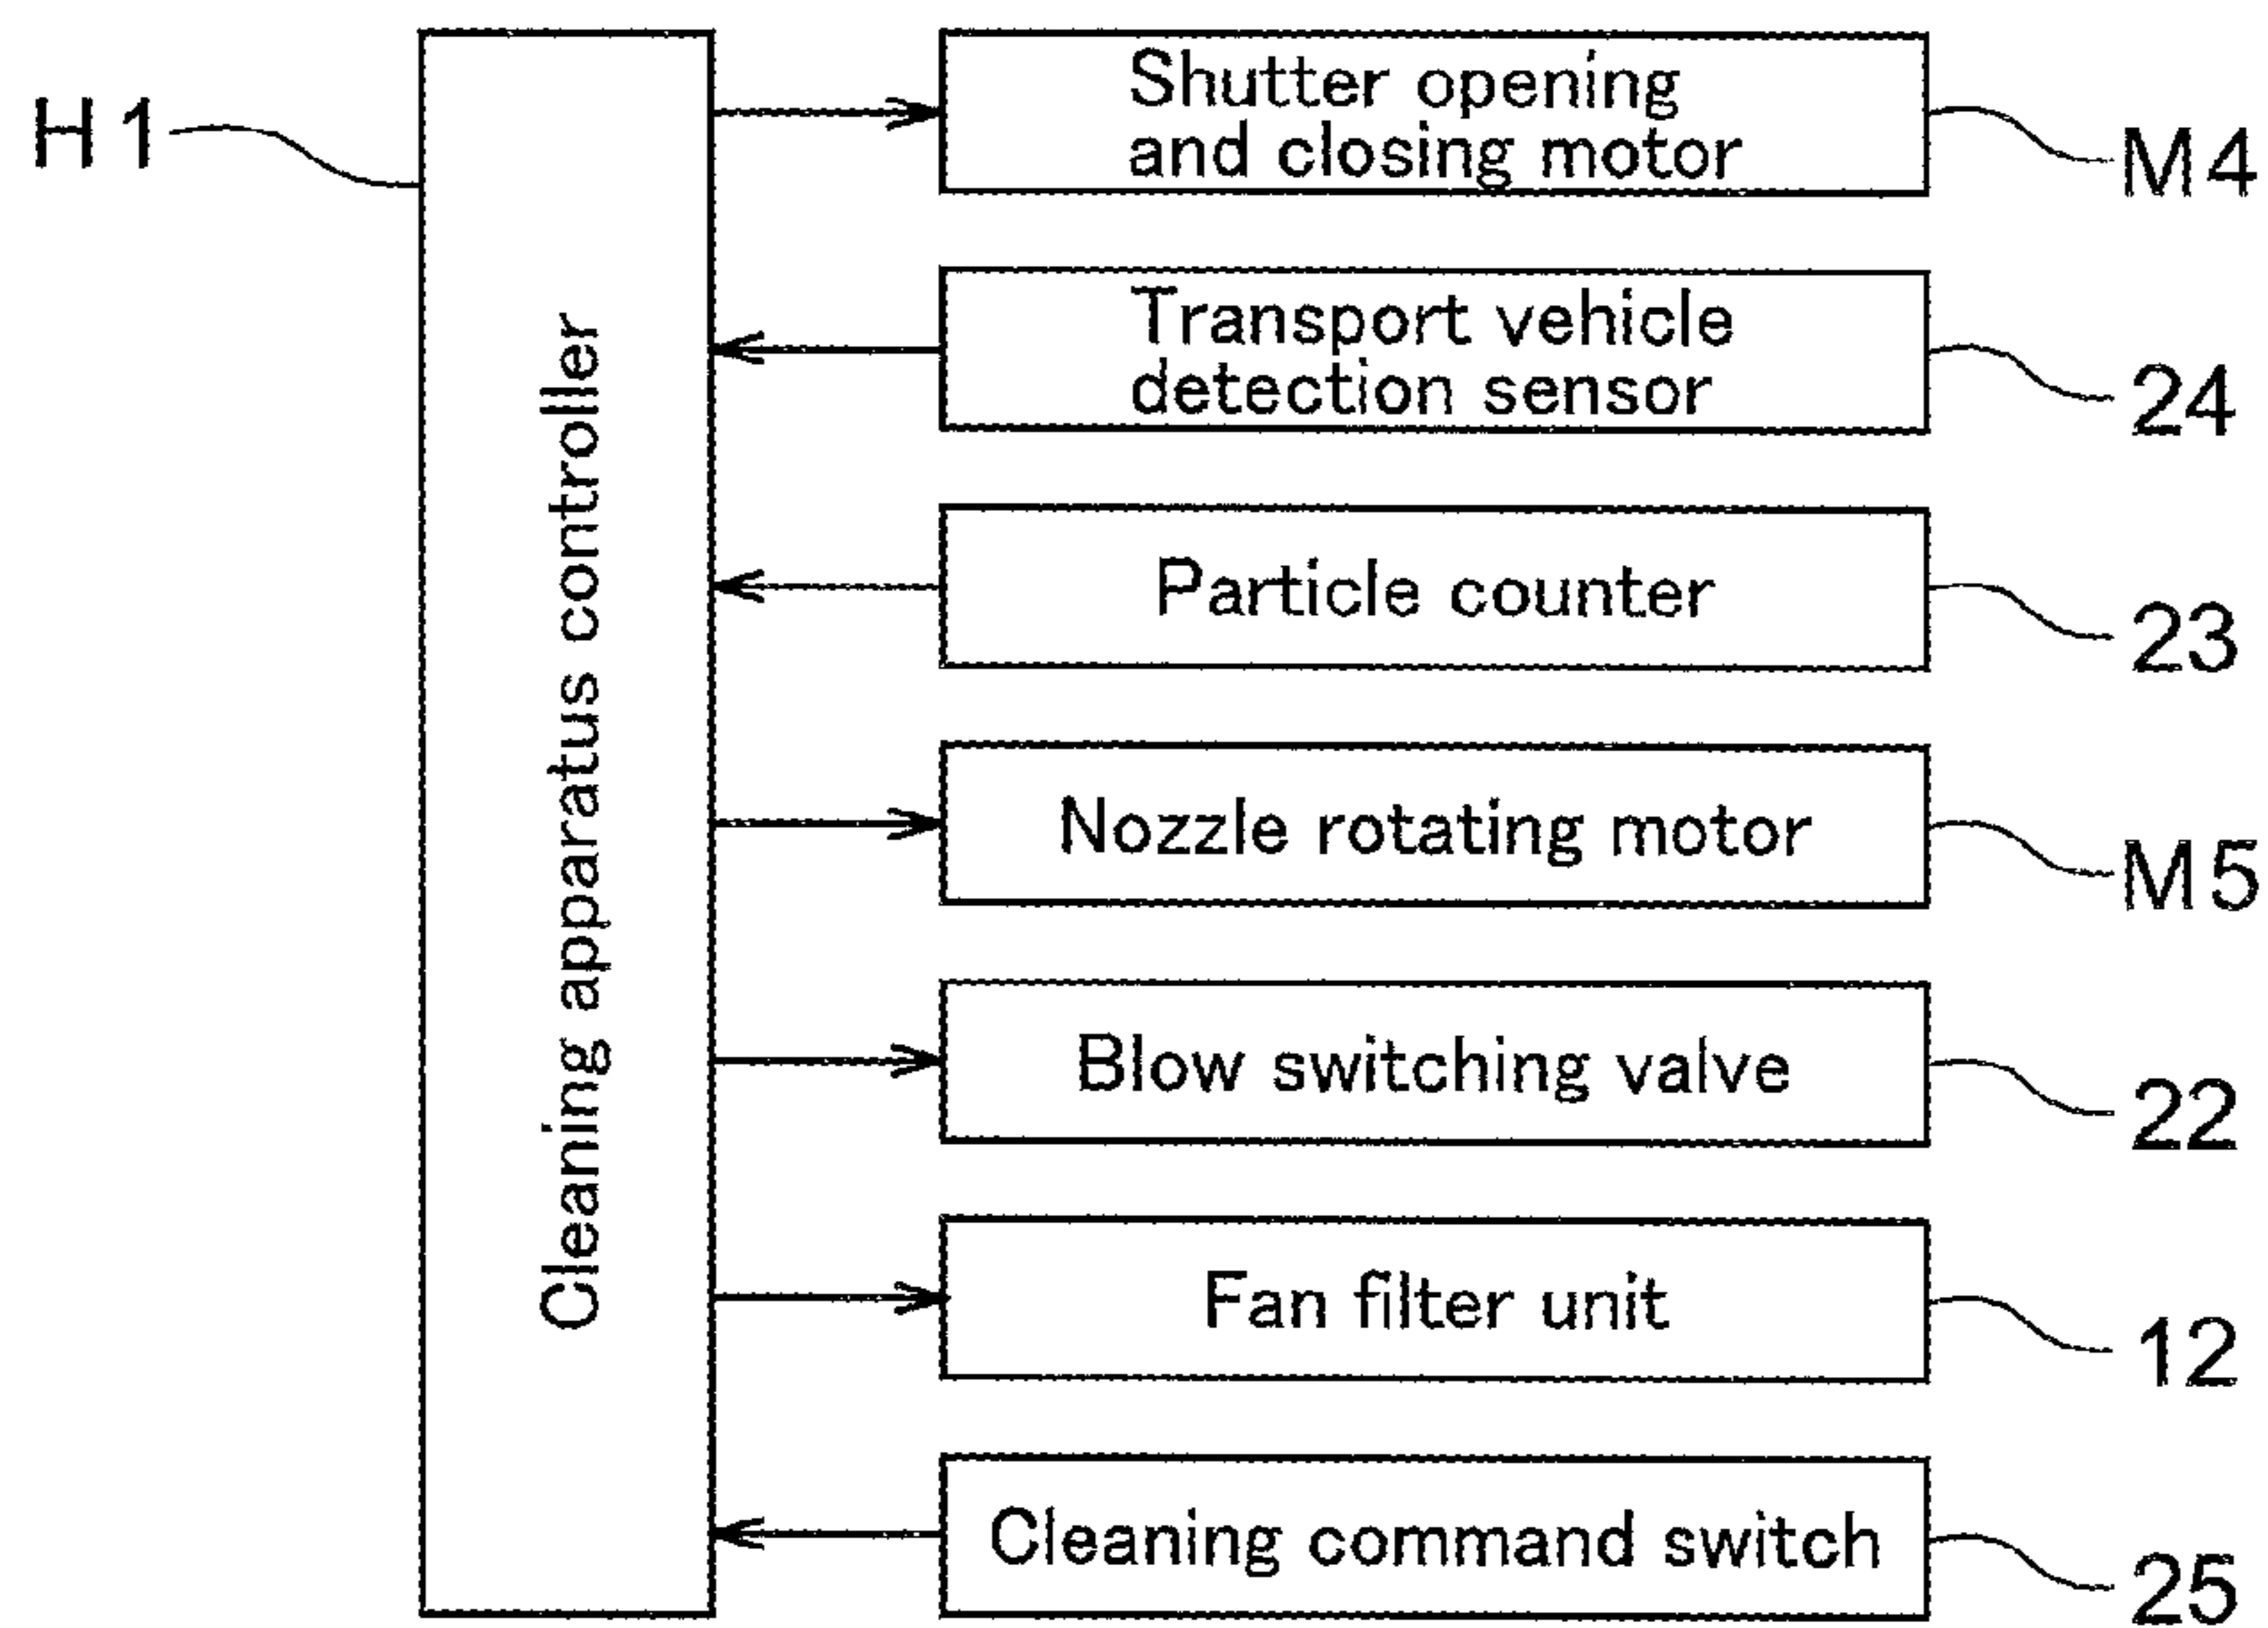 H1
Cleaning apparatus controller
Shutter opening
and closing motor
M4
Transport vehicle
detection sensor
24
Particle counter
23
Nozzle rotating motor
M5
Blow switching valve
22
Fan filter unit
12
Cleaning command switch
25